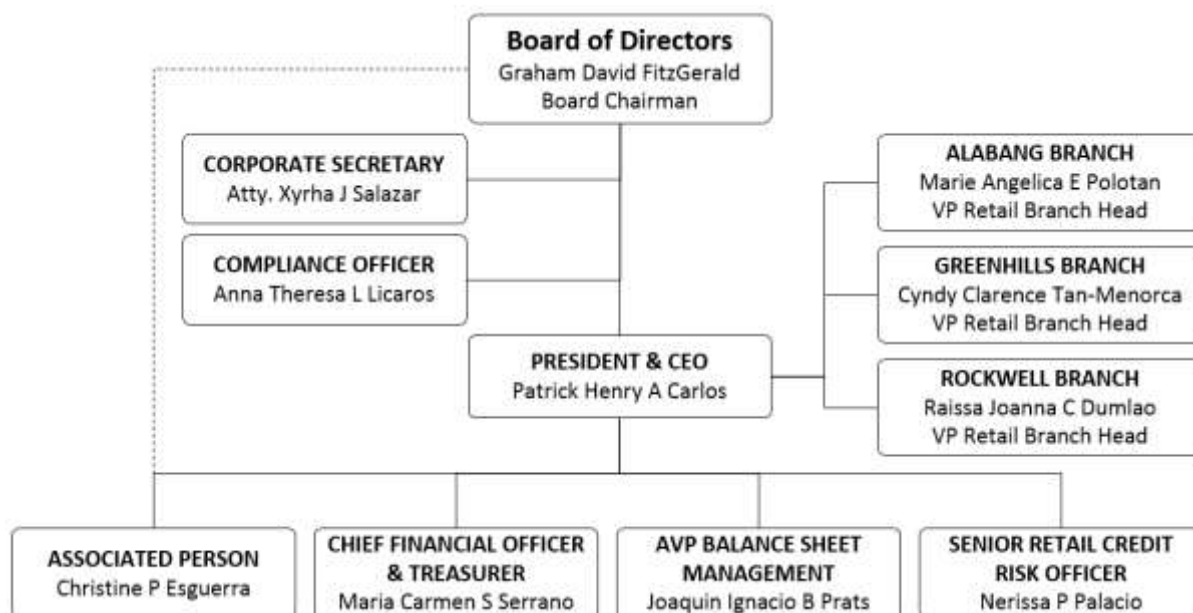 Board of Directors
Graham David FitzGerald
Board Chairman
CORPORATE SECRETARY
Atty. Xyrha J Salazar
COMPLIANCE OFFICER
Anna Theresa L Licaros
ALABANG BRANCH
Marie Angelica E Polotan
VP Retail Branch Head
GREENHILLS BRANCH
Cyndy Clarence Tan-Menorca
VP Retail Branch Head
PRESIDENT & CEO
Patrick Henry A Carlos
ROCKWELL BRANCH
Raissa Joanna C Dumlao
VP Retail Branch Head
ASSOCIATED PERSON
Christine P Esguerra
CHIEF FINANCIAL OFFICER
& TREASURER
Maria Carmen S Serrano
AVP BALANCE SHEET
MANAGEMENT
Joaquin Ignacio B Prats
SENIOR RETAIL CREDIT
RISK OFFICER
Nerissa P Palacio